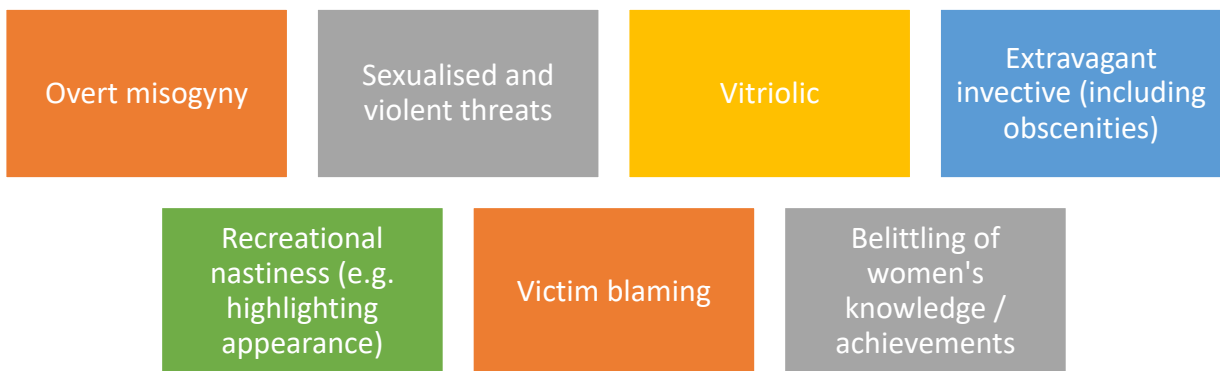 Overt misogyny
Sexualised and
violent threats
Vitriolic
Extravagant
invective (including
obscenities)
Recreational
nastiness (e.g.
highlighting
appearance)
Victim blaming
Belittling of
women's
knowledge /
achievements